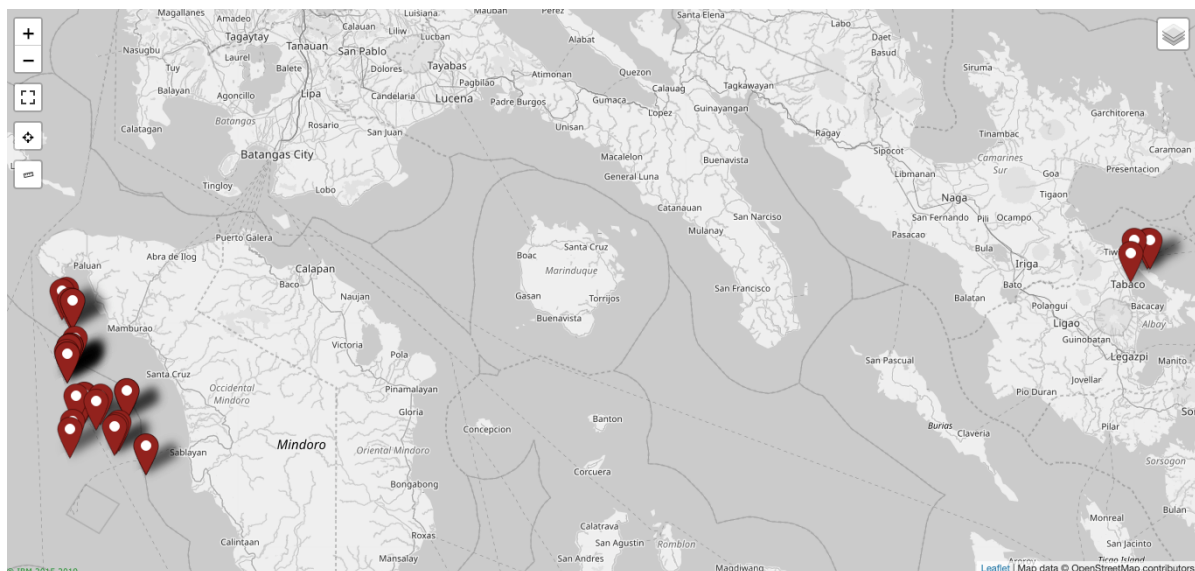 Magallanes
Amadeo
Calauan
Luisiana
Mauban
Perez
Santa Elena
Labo
Daet
Tagaytay
Tanauan
San Pablo
Liliw
Lucban
Alabat
Basud
Nasugbu
Laurel
Tayabas
Tuy
Balete
Dolores
Pagbilao
Atimonan
Quezon
Calauag
Tagkawayan
Siruma
Balayan
Agoncillo
Lipa
Candelaria
Lucena
Padre Burgos
Gumaca
Lopez
Guinayangan
Garchitorena
Calatagan
Batangas
Rosario
San Juan
Unisan
Ragay
Tinambac
Batangas City
Macalelon
Buenavista
Sipocot
Camarines
Sur
Caramoan
Tingloy
Lobo
General Luna
Libmanan
Goa
Presentacion
Tigaon
Catanauan
San Narciso
Naga
Puerto Galera
Mulanay
San Fernando
Pili
Ocampo
Pasacao
Paluan
Abra de Ilog
Calapan
Boac
Santa Cruz
Bula
Tiw
Iriga
Baco
Naujan
Marinduque
San Francisco
Balatan
Bato
Tabaco
Gasan
Torrijos
Polangui
Bacacay
Mamburao
Buenavista
Ligao
Albay
Victoria
Pola
Guinobatan
Santa Cruz
San Pascual
Legazpi
Manito
Occidental
Mindoro
Pinamalayan
Jovellar
Pio Duran
Gloria
Banton
Burias
Claveria
Pilar
Concepcion
Mindoro
Sablayan
Oriental Mindoro
Corcuera
Sorsogon
Bongabong
Bulan
Calintaan
Roxas
Calatrava
San Agustin
Romblon
Monreal
San Jacinto
Mansalay
San Andres
Magdiwang
Leaflet | Map data © OpenStreetMap contributors